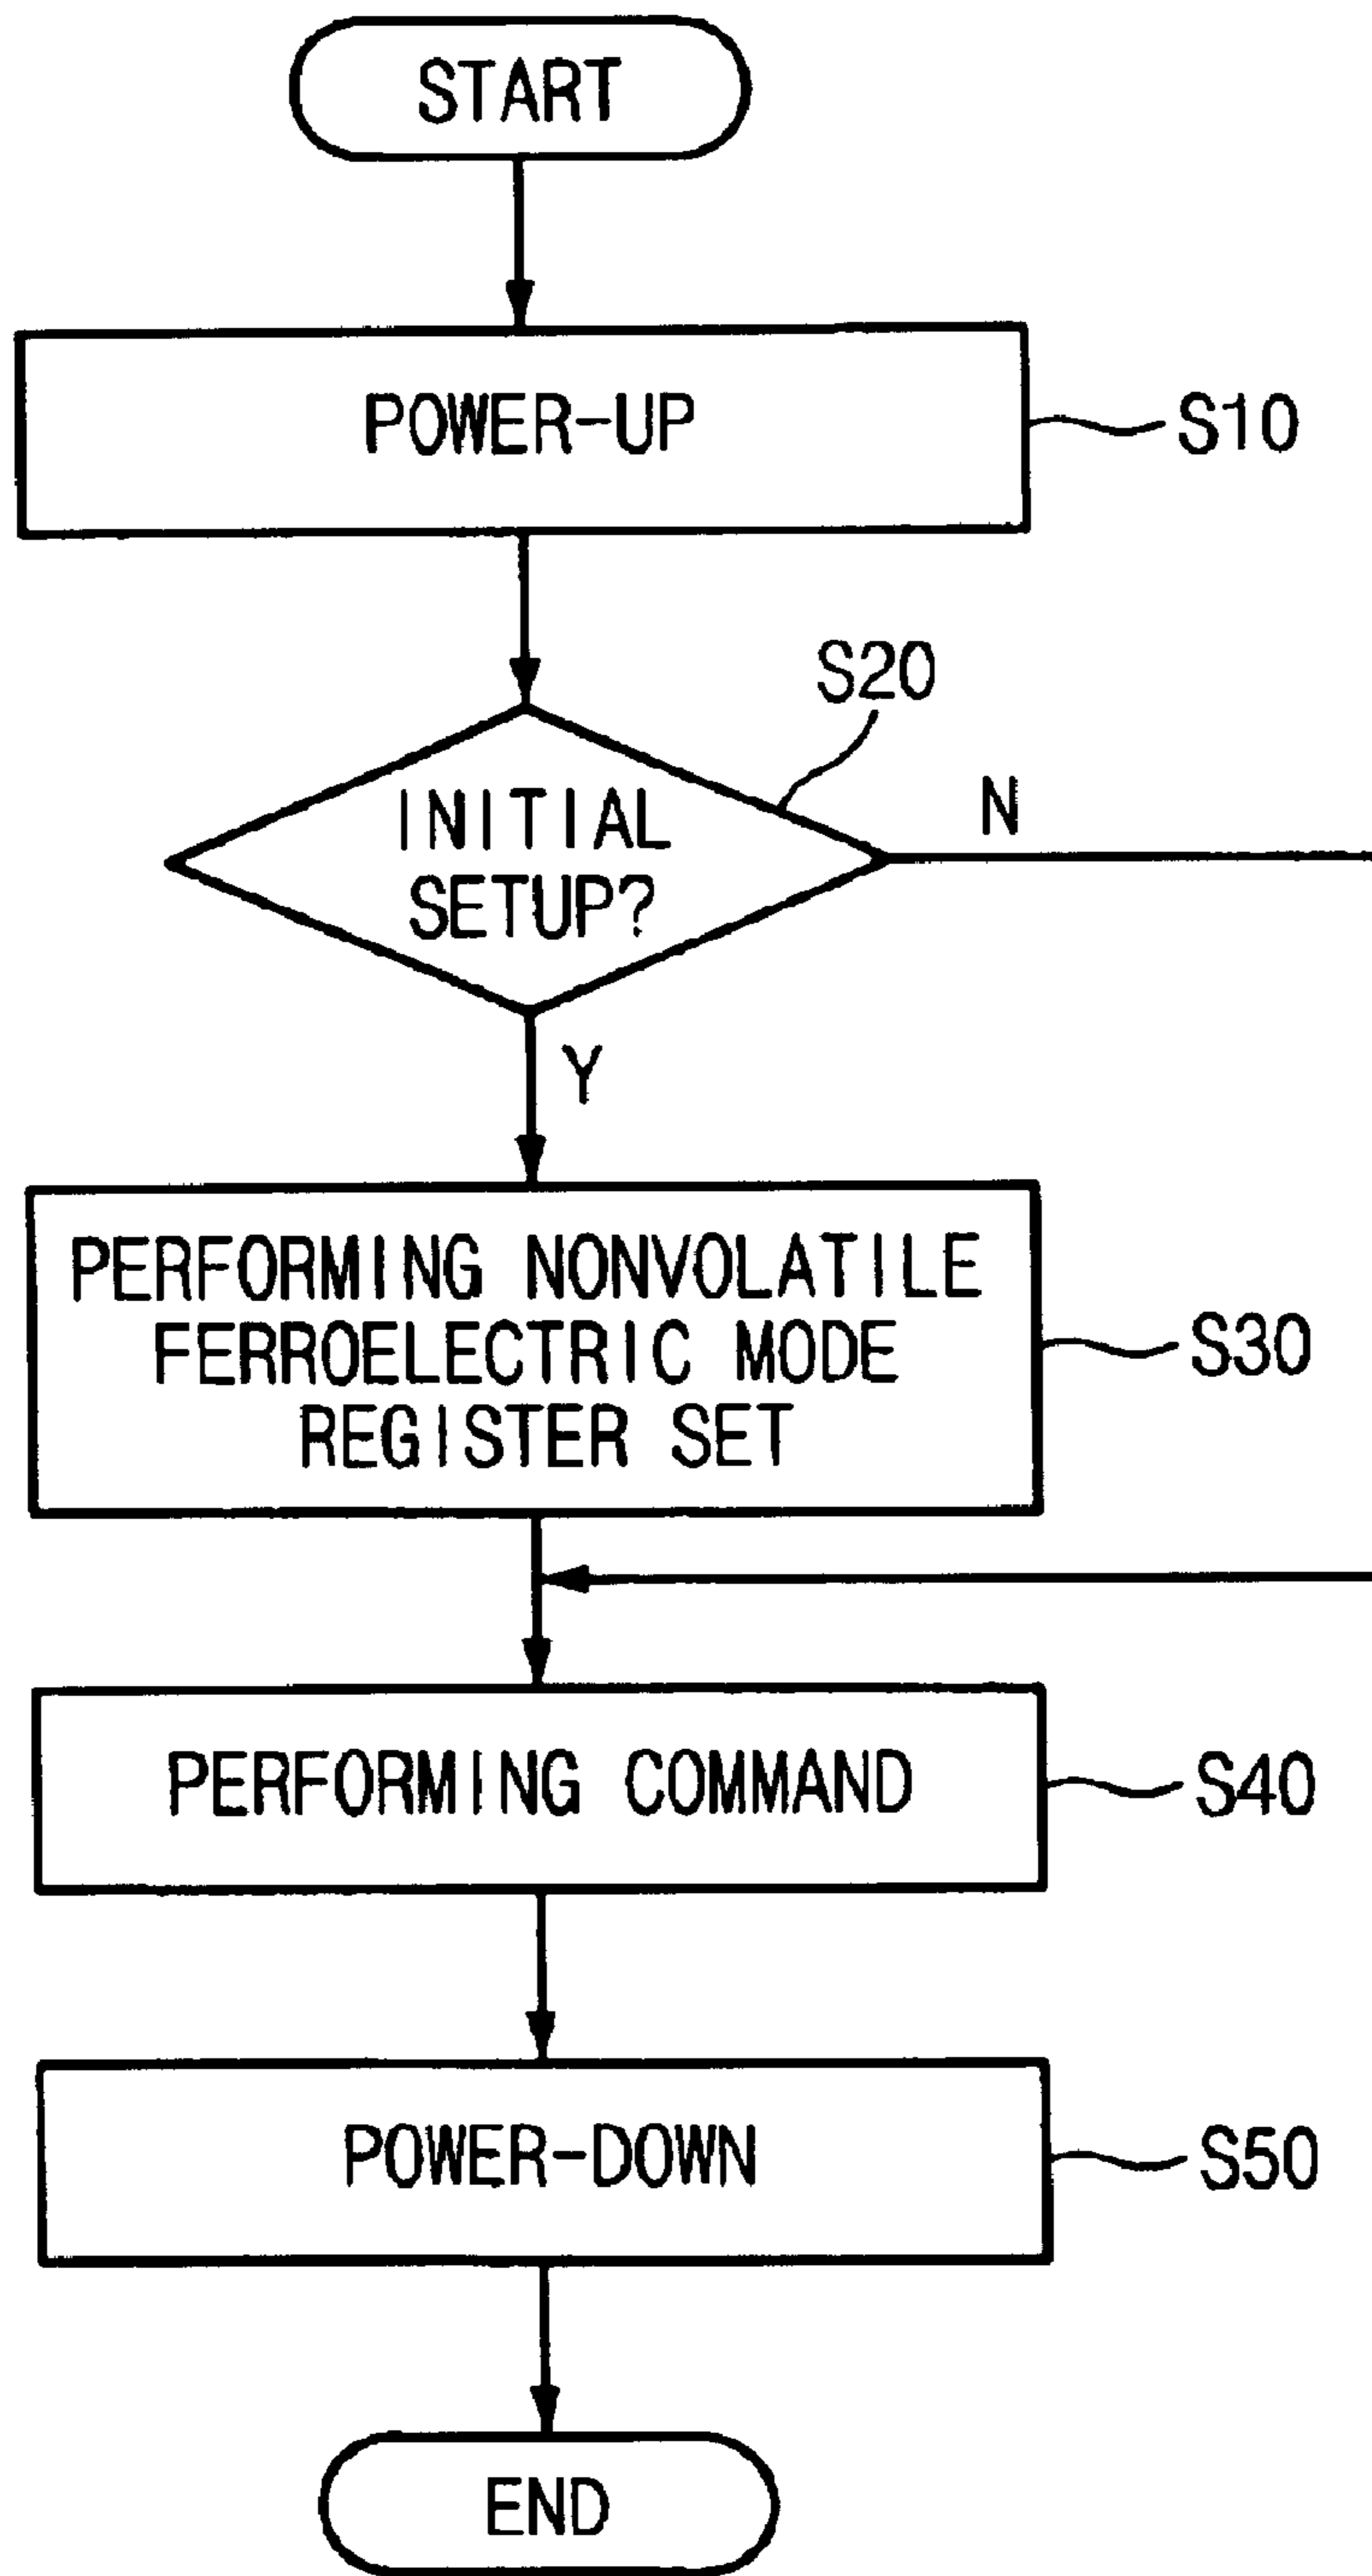 START
POWER-UP
S10
S20
INITIAL
SETUP?
N
Y
PERFORMING NONVOLATILE
FERROELECTRIC MODE
REGISTER SET
S30
PERFORMING COMMAND
S40
POWER-DOWN
S50
END